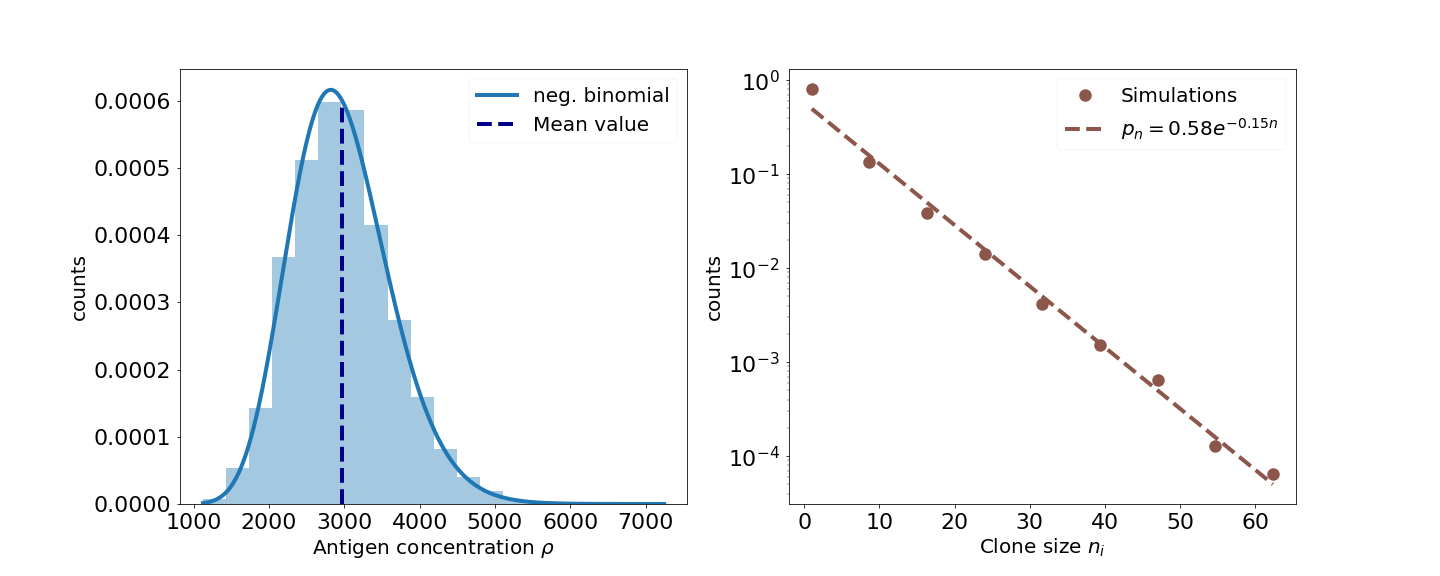 0.0006
0.0005
0.0004
0.0003
0.0002
0.0001
0.0000
counts
1000 2000 3000 4000 5000 6000 7000
Antigen concentration ρ
neg. binomial
Mean value
10⁰
10⁻¹
10⁻²
10⁻³
10⁻⁴
counts
0 10 20 30 40 50 60
Clone size nᵢ
Simulations
pₙ = 0.58e⁻⁰·¹⁵ⁿ